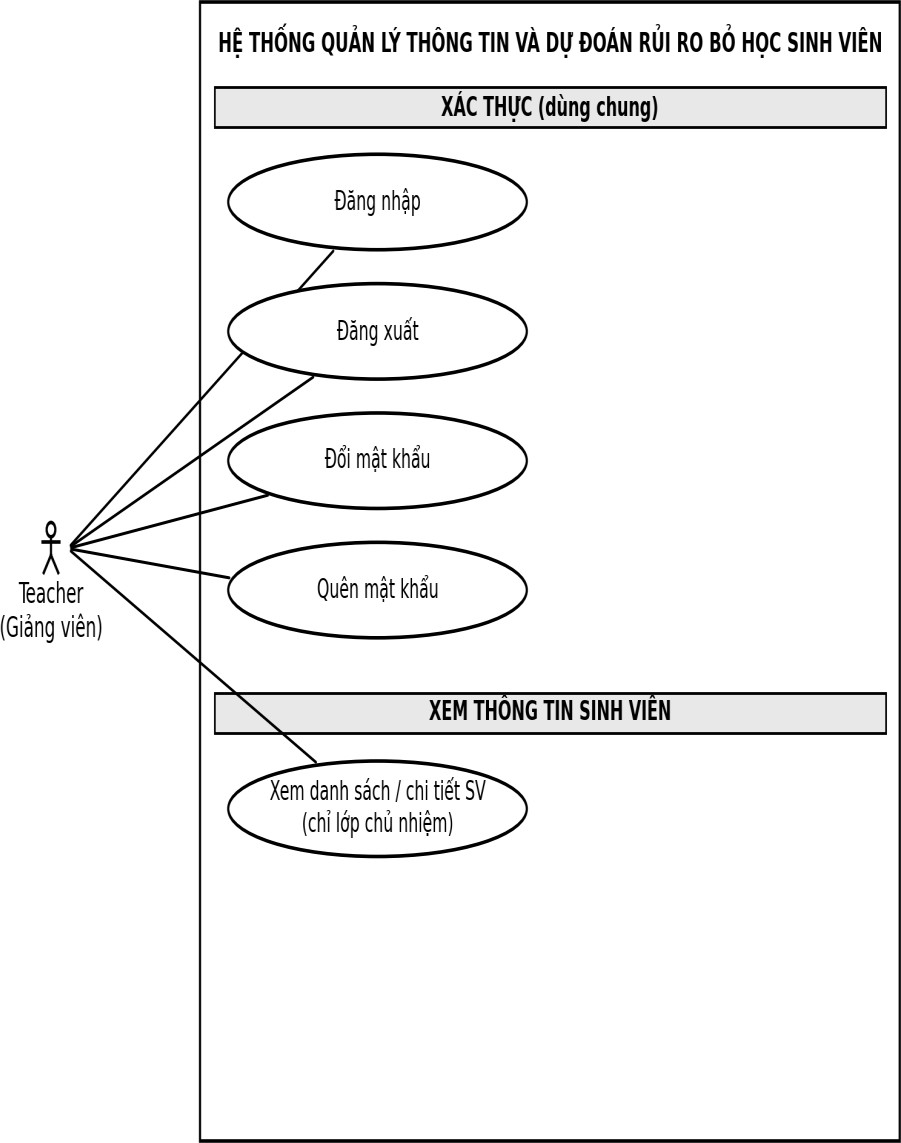 HỆ THỐNG QUẢN LÝ THÔNG TIN VÀ DỰ ĐOÁN RỦI RO BỎ HỌC SINH VIÊN
XÁC THỰC (dùng chung)
Đăng nhập
Đăng xuất
Đổi mật khẩu
Quên mật khẩu
Teacher
(Giảng viên)
XEM THÔNG TIN SINH VIÊN
Xem danh sách / chi tiết SV
(chỉ lớp chủ nhiệm)